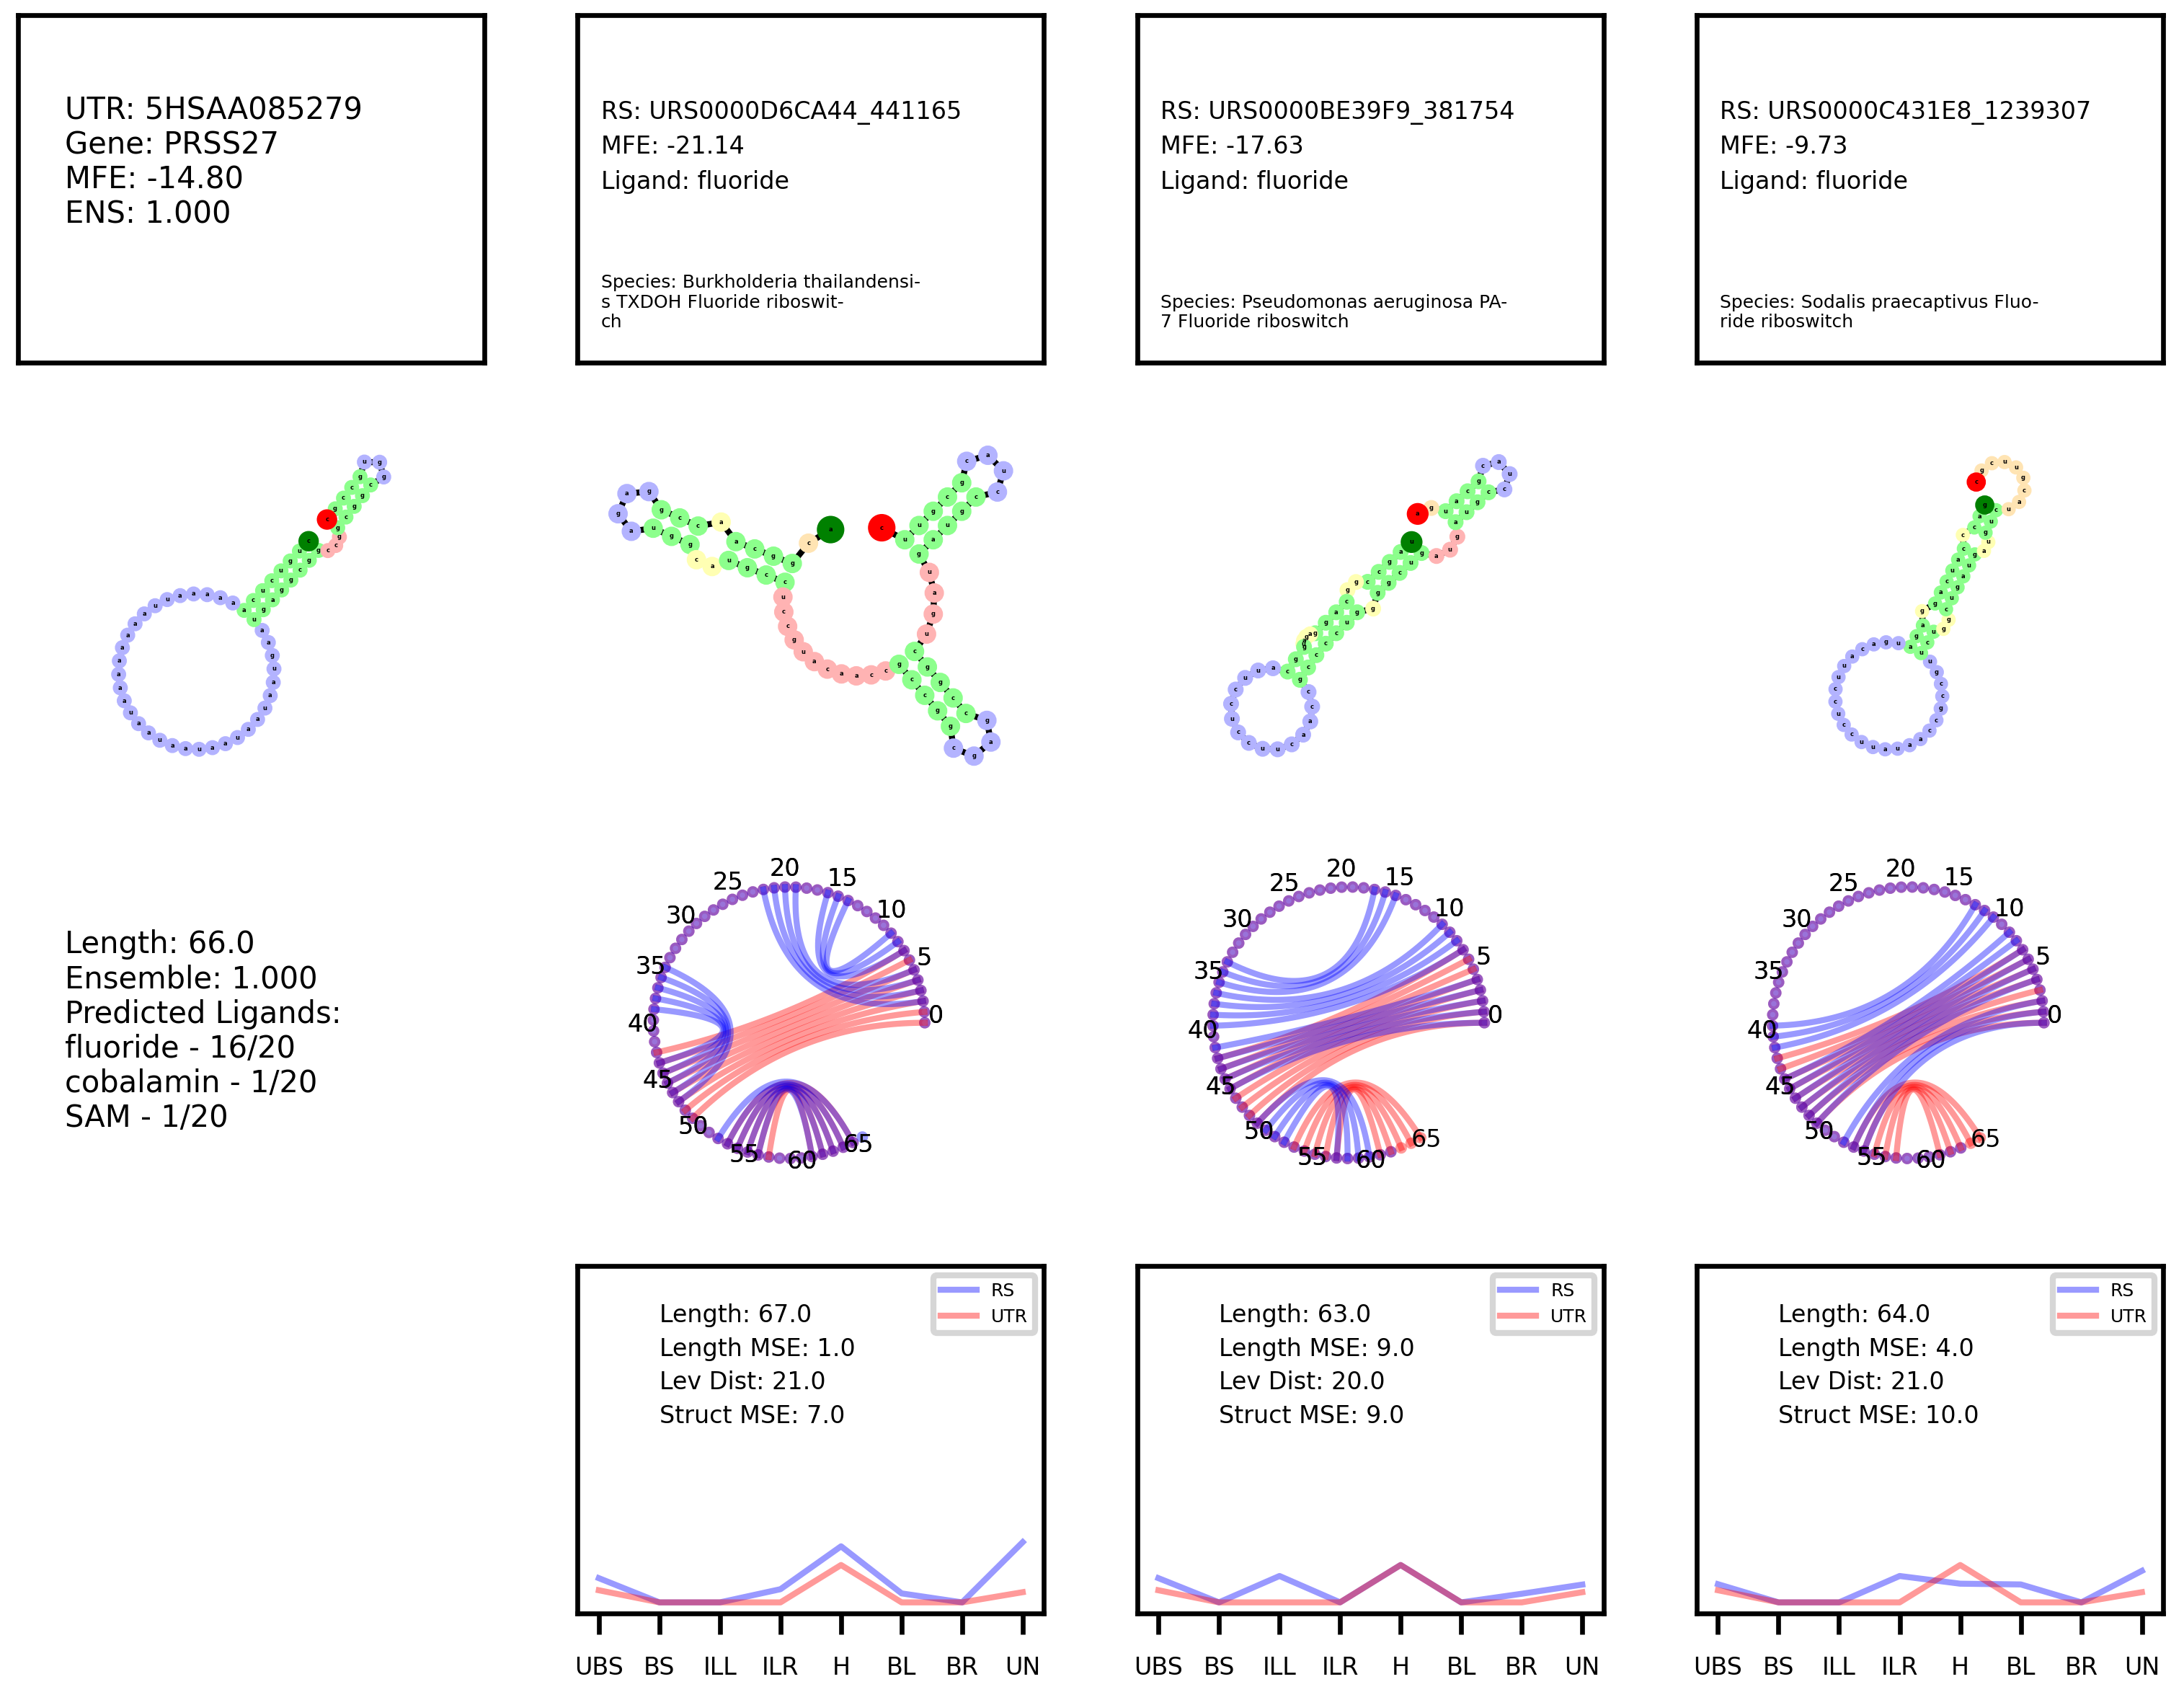 UTR: 5HSAA085279
Gene: PRSS27
MFE: -14.80
ENS: 1.000
RS: URS0000D6CA44_441165
MFE: -21.14
Ligand: fluoride
Species: Burkholderia thailandensi-
s TXDOH Fluoride riboswit-
ch
RS: URS0000BE39F9_381754
MFE: -17.63
Ligand: fluoride
Species: Pseudomonas aeruginosa PA-
7 Fluoride riboswitch
RS: URS0000C431E8_1239307
MFE: -9.73
Ligand: fluoride
Species: Sodalis praecaptivus Fluo-
ride riboswitch
Length: 66.0
Ensemble: 1.000
Predicted Ligands:
fluoride - 16/20
cobalamin - 1/20
SAM - 1/20
0 5 10 15 20 25 30 35 40 45 50 55 60 65
0 5 10 15 20 25 30 35 40 45 50 55 60 65
0 5 10 15 20 25 30 35 40 45 50 55 60 65
RS
UTR
Length: 67.0
Length MSE: 1.0
Lev Dist: 21.0
Struct MSE: 7.0
UBS BS ILL ILR H BL BR UN
RS
UTR
Length: 63.0
Length MSE: 9.0
Lev Dist: 20.0
Struct MSE: 9.0
UBS BS ILL ILR H BL BR UN
RS
UTR
Length: 64.0
Length MSE: 4.0
Lev Dist: 21.0
Struct MSE: 10.0
UBS BS ILL ILR H BL BR UN